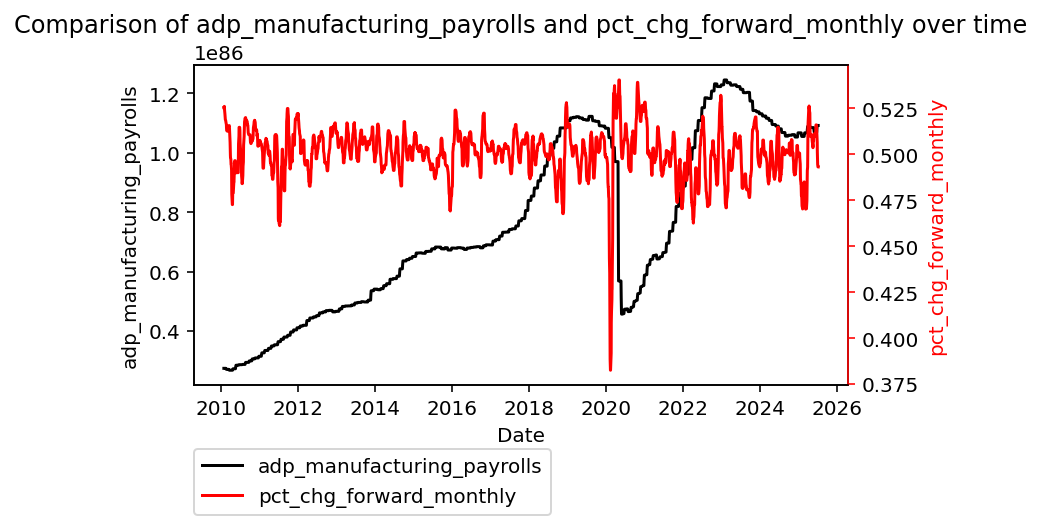 Comparison of adp_manufacturing_payrolls and pct_chg_forward_monthly over time
1e86
1.2
1.0
0.8
0.6
0.4
adp_manufacturing_payrolls
0.525
0.500
0.475
0.450
0.425
0.400
0.375
pct_chg_forward_monthly
2010 2012 2014 2016 2018 2020 2022 2024 2026
Date
adp_manufacturing_payrolls
pct_chg_forward_monthly